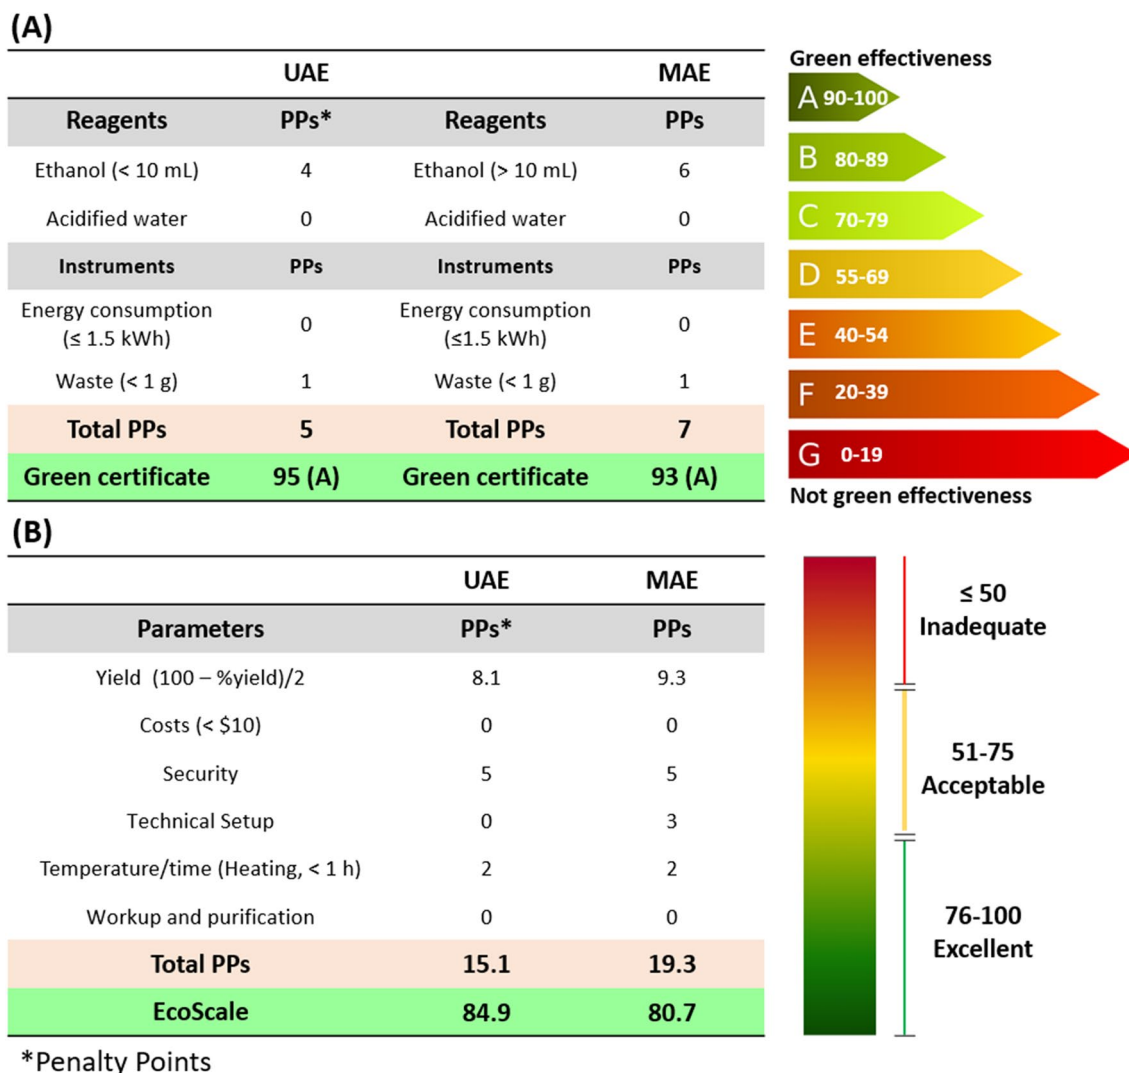 (A)
UAE MAE
Reagents PPs* Reagents PPs
Ethanol (< 10 mL) 4 Ethanol (> 10 mL) 6
Acidified water 0 Acidified water 0
Instruments PPs Instruments PPs
Energy consumption
(≤ 1.5 kWh) 0 Energy consumption
(≤1.5 kWh) 0
Waste (< 1 g) 1 Waste (< 1 g) 1
Total PPs 5 Total PPs 7
Green certificate 95 (A) Green certificate 93 (A)
Green effectiveness
A 90-100
B 80-89
C 70-79
D 55-69
E 40-54
F 20-39
G 0-19
Not green effectiveness
(B)
UAE MAE
Parameters PPs* PPs
Yield (100 – %yield)/2 8.1 9.3
Costs (< $10) 0 0
Security 5 5
Technical Setup 0 3
Temperature/time (Heating, < 1 h) 2 2
Workup and purification 0 0
Total PPs 15.1 19.3
EcoScale 84.9 80.7
≤ 50
Inadequate
51-75
Acceptable
76-100
Excellent
*Penalty Points